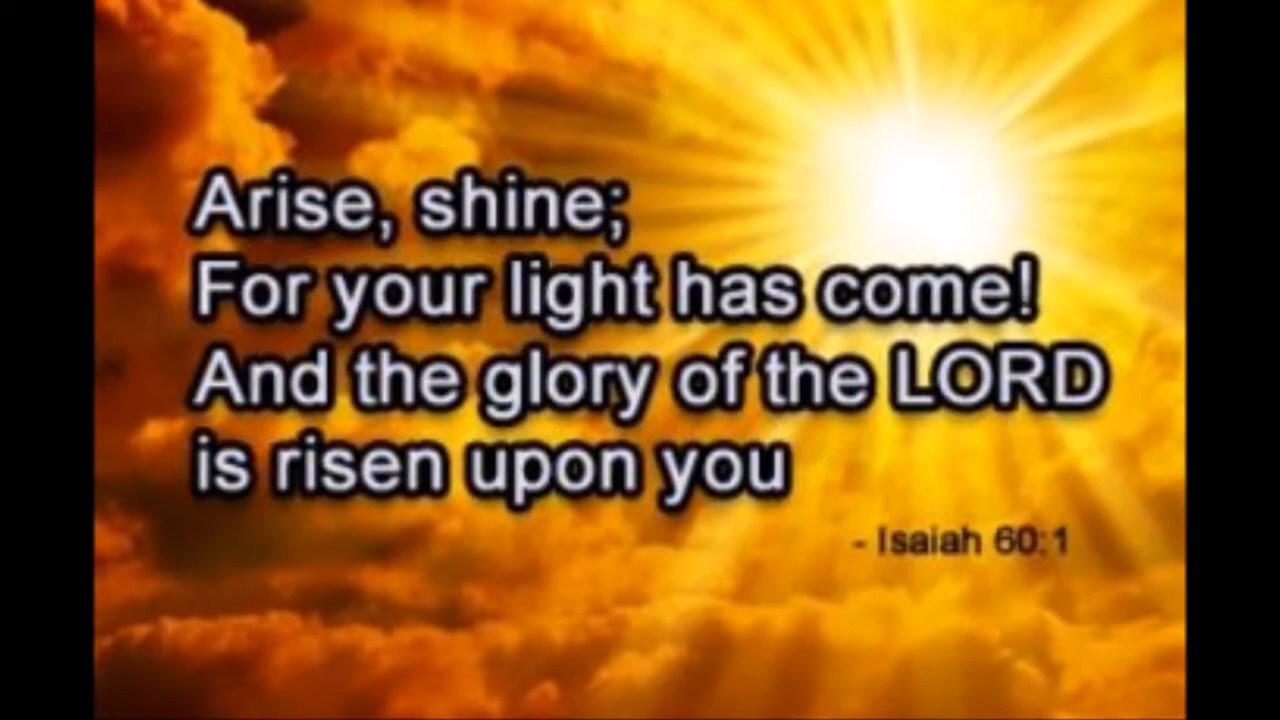 Arise, shine;
For your light has come!
And the glory of the LORD
is risen upon you
- Isaiah 60:1